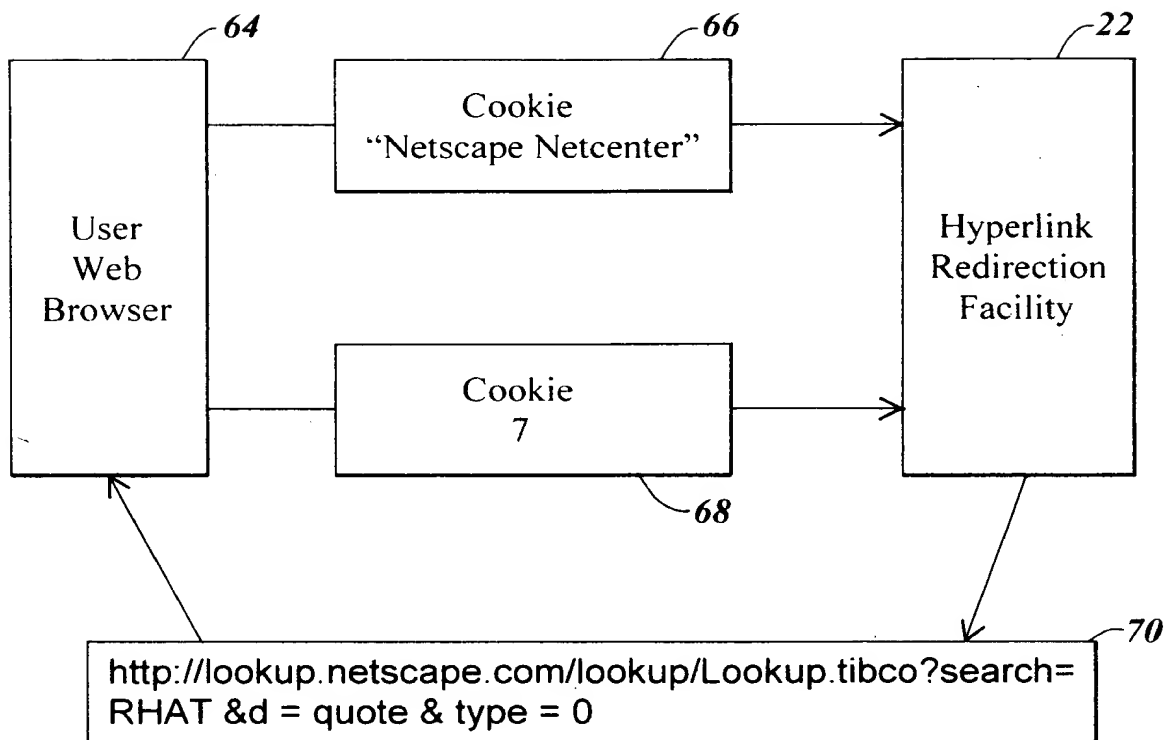 64
66
22
Cookie
“Netscape Netcenter”
User
Web
Browser
Hyperlink
Redirection
Facility
Cookie
7
68
70
http://lookup.netscape.com/lookup/Lookup.tibco?search=
RHAT &d = quote & type = 0